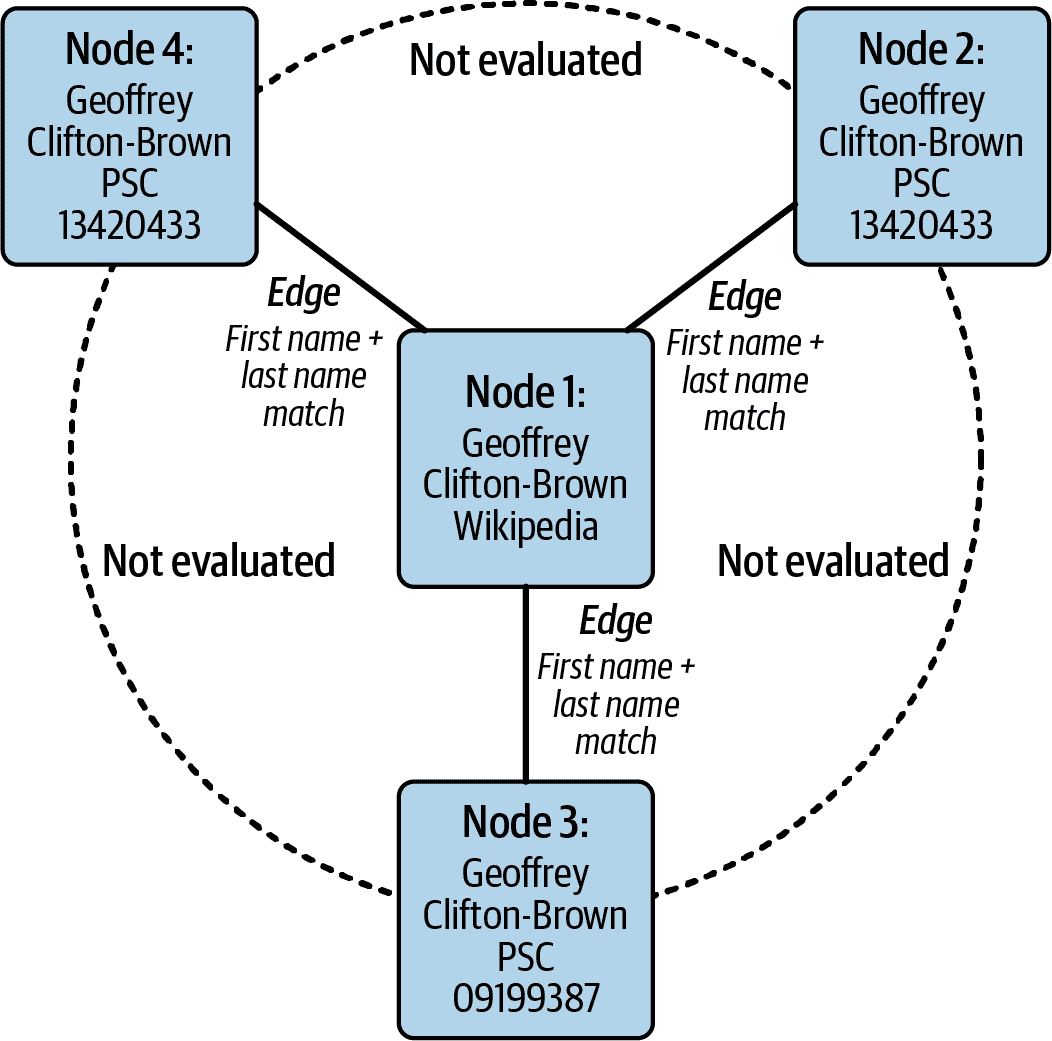 Node 4:
Geoffrey
Clifton-Brown
PSC
13420433
Not evaluated
Node 2:
Geoffrey
Clifton-Brown
PSC
13420433
Edge
First name +
last name
match
Edge
First name +
last name
match
Node 1:
Geoffrey
Clifton-Brown
Wikipedia
Not evaluated
Not evaluated
Edge
First name +
last name
match
Node 3:
Geoffrey
Clifton-Brown
PSC
09199387